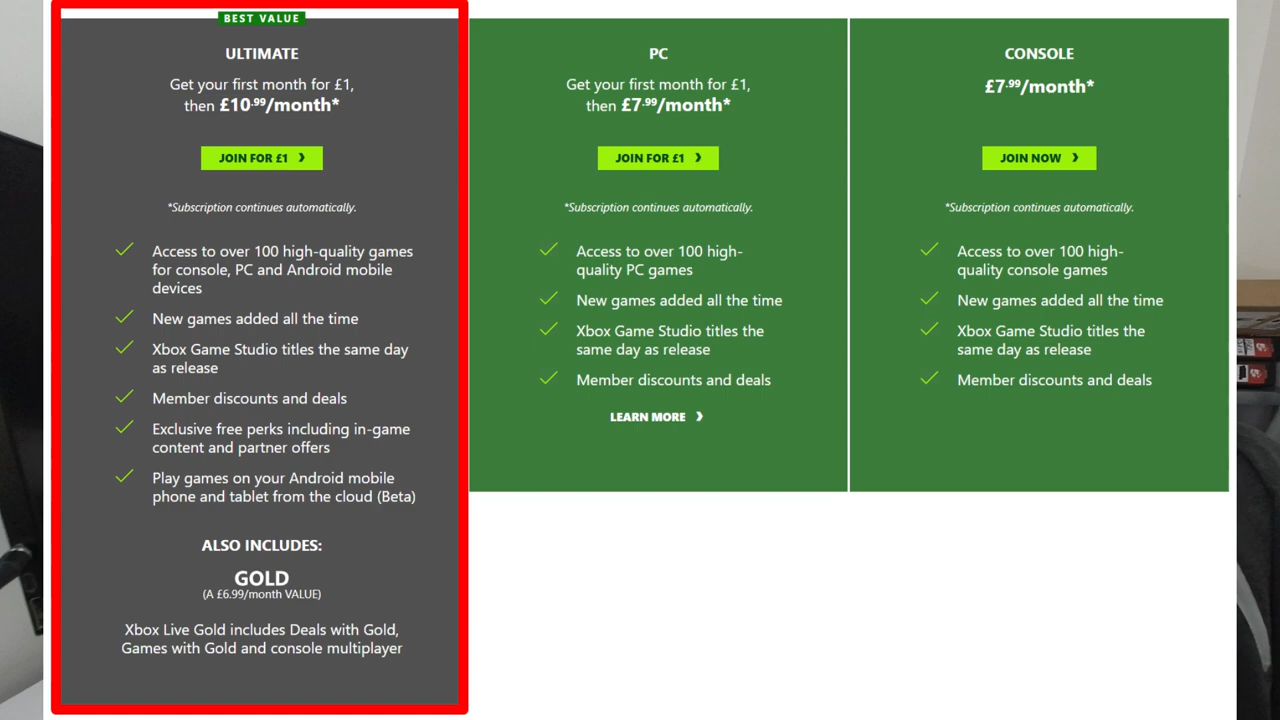 BEST VALUE
ULTIMATE
Get your first month for £1,
then £10.99/month*
JOIN FOR £1 ❯
*Subscription continues automatically.
Access to over 100 high-quality games
for console, PC and Android mobile
devices
New games added all the time
Xbox Game Studio titles the same day
as release
Member discounts and deals
Exclusive free perks including in-game
content and partner offers
Play games on your Android mobile
phone and tablet from the cloud (Beta)
ALSO INCLUDES:
GOLD
(A £6.99/month VALUE)
Xbox Live Gold includes Deals with Gold,
Games with Gold and console multiplayer
PC
Get your first month for £1,
then £7.99/month*
JOIN FOR £1 ❯
*Subscription continues automatically.
Access to over 100 high-
quality PC games
New games added all the time
Xbox Game Studio titles the
same day as release
Member discounts and deals
LEARN MORE ❯
CONSOLE
£7.99/month*
JOIN NOW ❯
*Subscription continues automatically.
Access to over 100 high-
quality console games
New games added all the time
Xbox Game Studio titles the
same day as release
Member discounts and deals